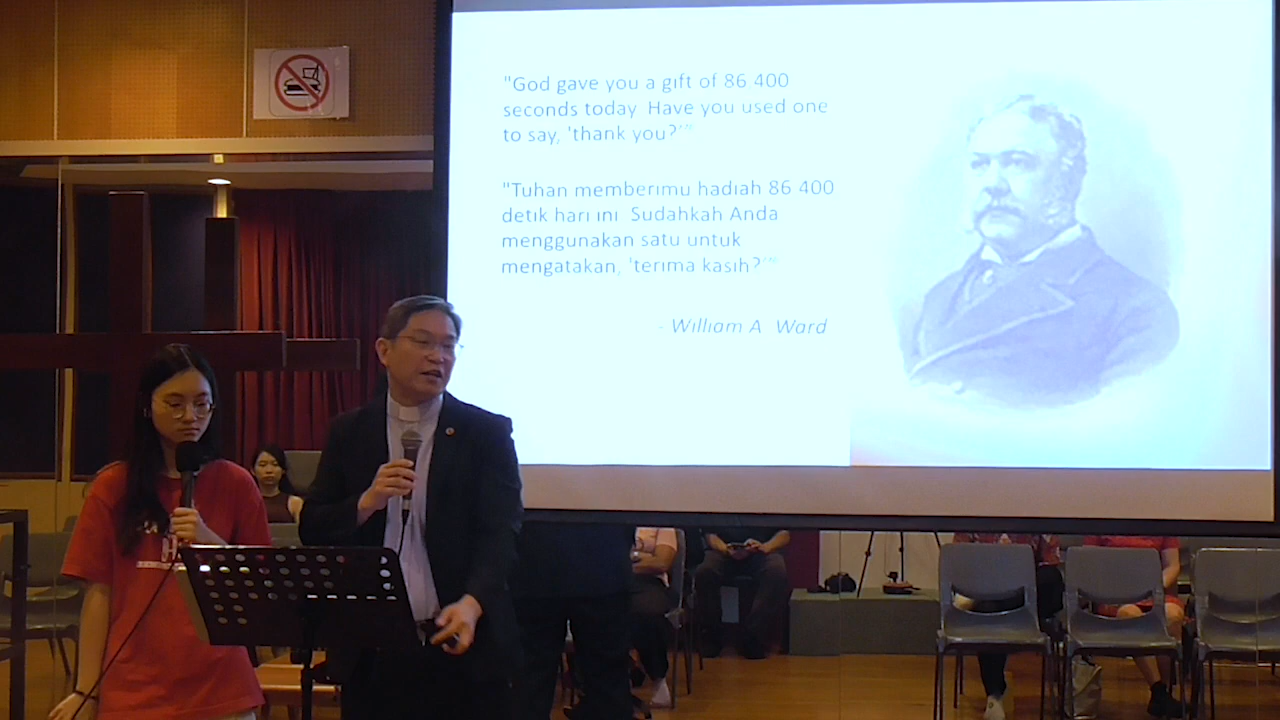 "God gave you a gift of 86 400
seconds today Have you used one
to say, 'thank you?'"
"Tuhan memberimu hadiah 86 400
detik hari ini Sudahkah Anda
menggunakan satu untuk
mengatakan, 'terima kasih?'"
- William A Ward